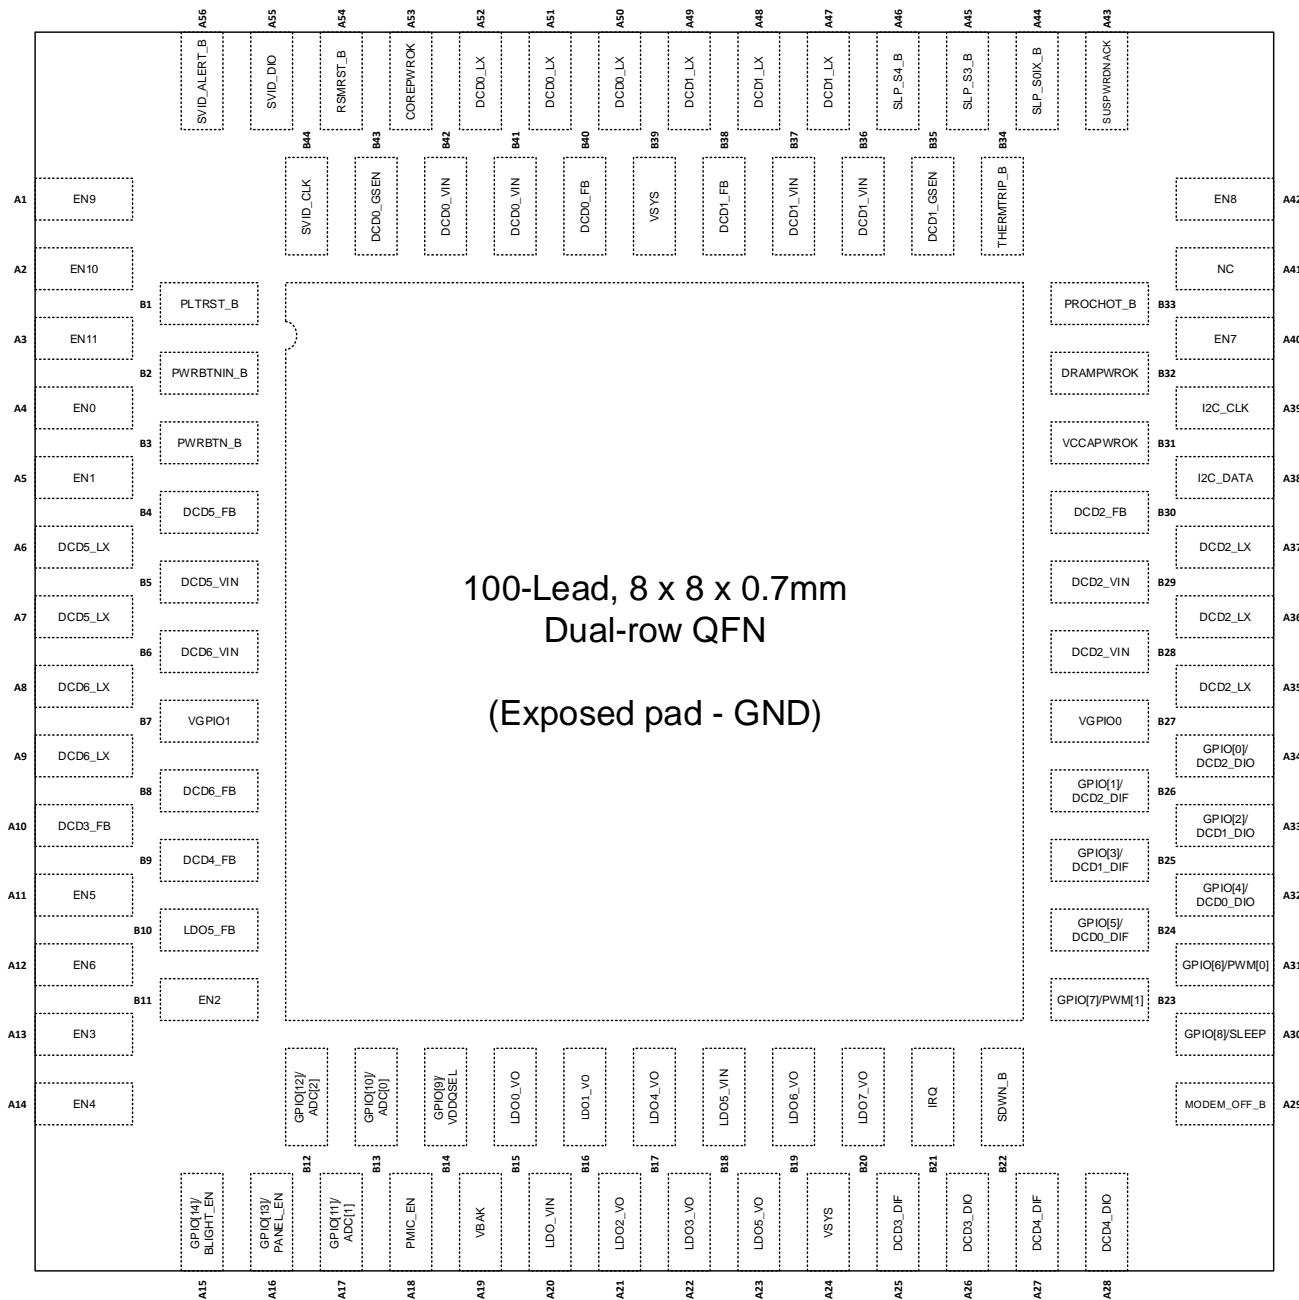 A56
A55
A54
A53
A52
A51
A50
A49
A48
A47
A46
A45
A44
A43
SVID_ALERT_B
SVID_DIO
RSMRST_B
COREPWROK
DCD0_LX
DCD0_LX
DCD0_LX
DCD1_LX
DCD1_LX
DCD1_LX
SLP_S4_B
SLP_S3_B
SLP_S0IX_B
SUSPWRDNACK
B44
B43
B42
B41
B40
B39
B38
B37
B36
B35
B34
SVID_CLK
DCD0_GSEN
DCD0_VIN
DCD0_VIN
DCD0_FB
VSYS
DCD1_FB
DCD1_VIN
DCD1_VIN
DCD1_GSEN
THERMTRIP_B
A1
EN9
A2
EN10
B1
PLTRST_B
A3
EN11
B2
PWRBTNIN_B
A4
EN0
B3
PWRBTN_B
A5
EN1
B4
DCD5_FB
A6
DCD5_LX
B5
DCD5_VIN
A7
DCD5_LX
B6
DCD6_VIN
A8
DCD6_LX
B7
VGPIO1
A9
DCD6_LX
B8
DCD6_FB
A10
DCD3_FB
B9
DCD4_FB
A11
EN5
B10
LDO5_FB
A12
EN6
B11
EN2
A13
EN3
A14
EN4
100-Lead, 8 x 8 x 0.7mm
Dual-row QFN
(Exposed pad - GND)
EN8
A42
NC
A41
PROCHOT_B
B33
EN7
A40
DRAMPWROK
B32
I2C_CLK
A39
VCCAPWROK
B31
I2C_DATA
A38
DCD2_FB
B30
DCD2_LX
A37
DCD2_VIN
B29
DCD2_LX
A36
DCD2_VIN
B28
DCD2_LX
A35
VGPIO0
B27
GPIO[0]/
DCD2_DIO
A34
GPIO[1]/
DCD2_DIF
B26
GPIO[2]/
DCD1_DIO
A33
GPIO[3]/
DCD1_DIF
B25
GPIO[4]/
DCD0_DIO
A32
GPIO[5]/
DCD0_DIF
B24
GPIO[6]/PWM[0]
A31
GPIO[7]/PWM[1]
B23
GPIO[8]/SLEEP
A30
MODEM_OFF_B
A29
GPIO[12]/
ADC[2]
GPIO[10]/
ADC[0]
GPIO[9]/
VDDQSEL
LDO0_VO
LDO1_VO
LDO4_VO
LDO5_VIN
LDO6_VO
LDO7_VO
IRQ
SDWN_B
B12
B13
B14
B15
B16
B17
B18
B19
B20
B21
B22
GPIO[14]/
BLIGHT_EN
GPIO[13]/
PANEL_EN
GPIO[11]/
ADC[1]
PMIC_EN
VBAK
LDO_VIN
LDO2_VO
LDO3_VO
LDO5_VO
VSYS
DCD3_DIF
DCD3_DIO
DCD4_DIF
DCD4_DIO
A15
A16
A17
A18
A19
A20
A21
A22
A23
A24
A25
A26
A27
A28